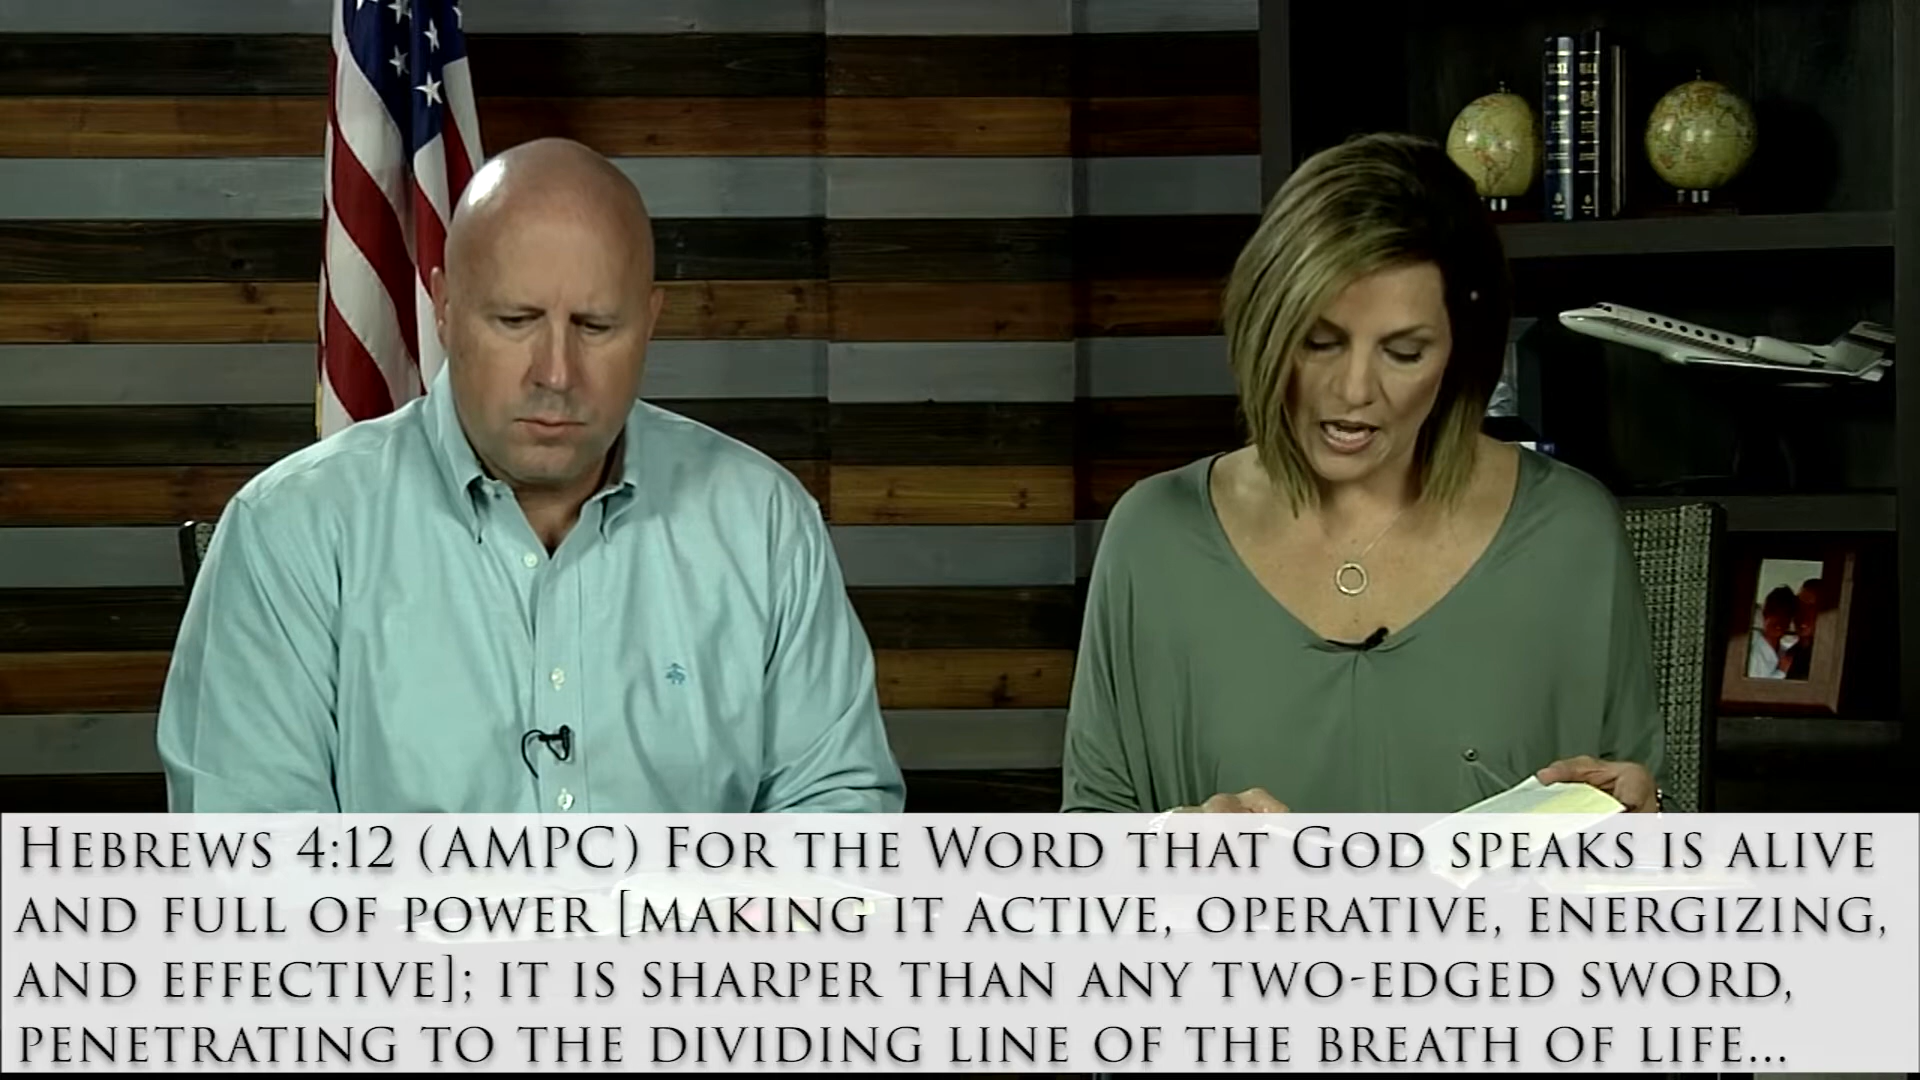 Hebrews 4:12 (AMPC) For the Word that God speaks is alive
and full of power [making it active, operative, energizing,
and effective]; it is sharper than any two-edged sword,
penetrating to the dividing line of the breath of life...